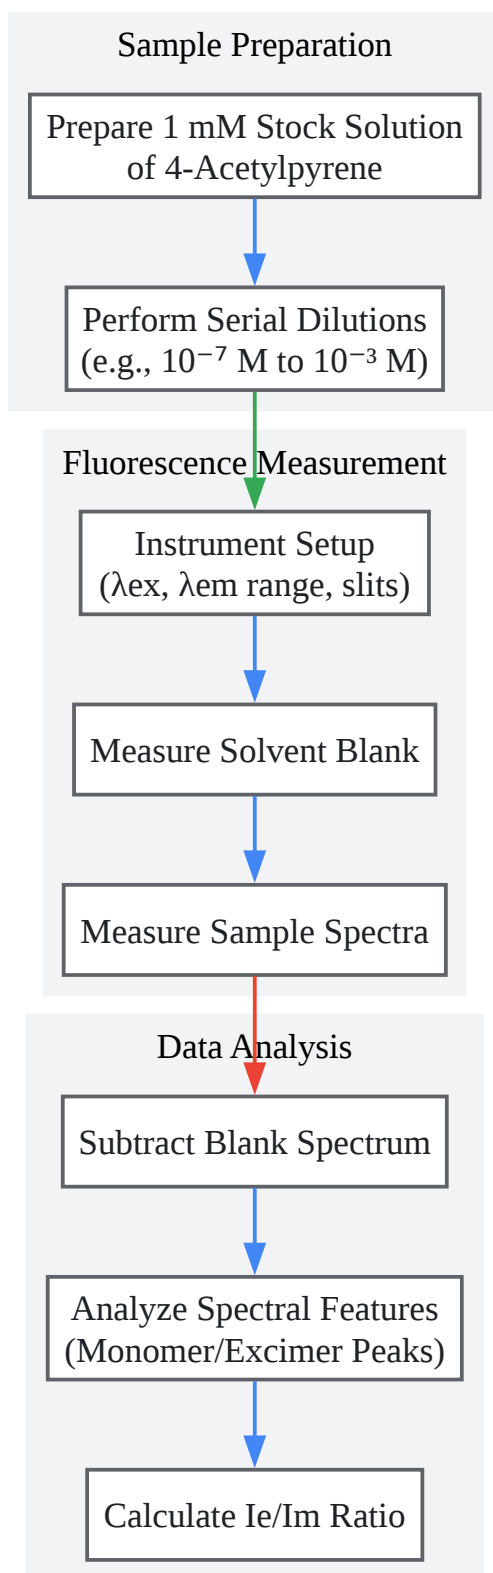 Sample Preparation
Prepare 1 mM Stock Solution
of 4-Acetylpyrene
Perform Serial Dilutions
(e.g., 10⁻⁷ M to 10⁻³ M)
Fluorescence Measurement
Instrument Setup
(λex, λem range, slits)
Measure Solvent Blank
Measure Sample Spectra
Data Analysis
Subtract Blank Spectrum
Analyze Spectral Features
(Monomer/Excimer Peaks)
Calculate Ie/Im Ratio